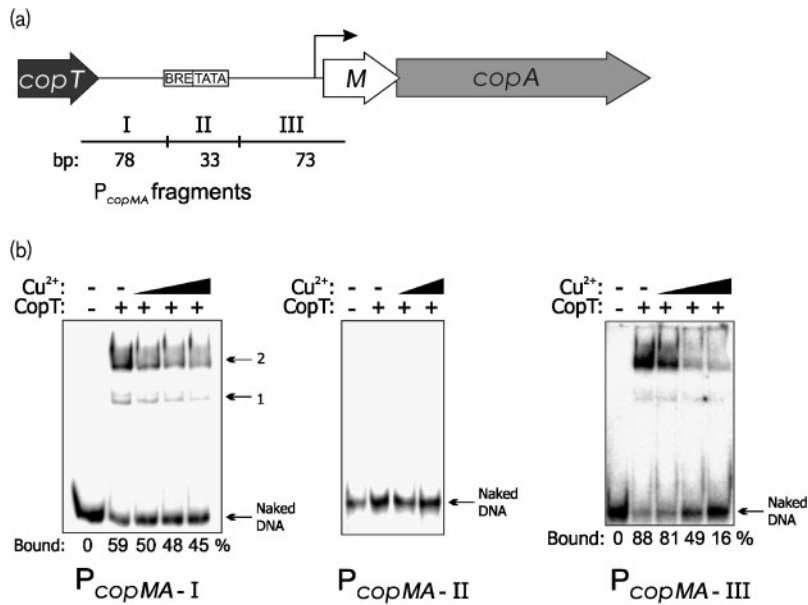 (a)
copT BRE TATA M copA
I II III
bp: 78 33 73
PcopMA fragments
(b)
Cu2+: - - Cu2+: - - Cu2+: - -
CopT: - + + + + CopT: - + + + CopT: - + + + +
2
1
Naked DNA
Naked DNA
Naked DNA
Bound: 0 59 50 48 45 % Bound: 0 88 81 49 16 %
PcopMA - I PcopMA - II PcopMA - III